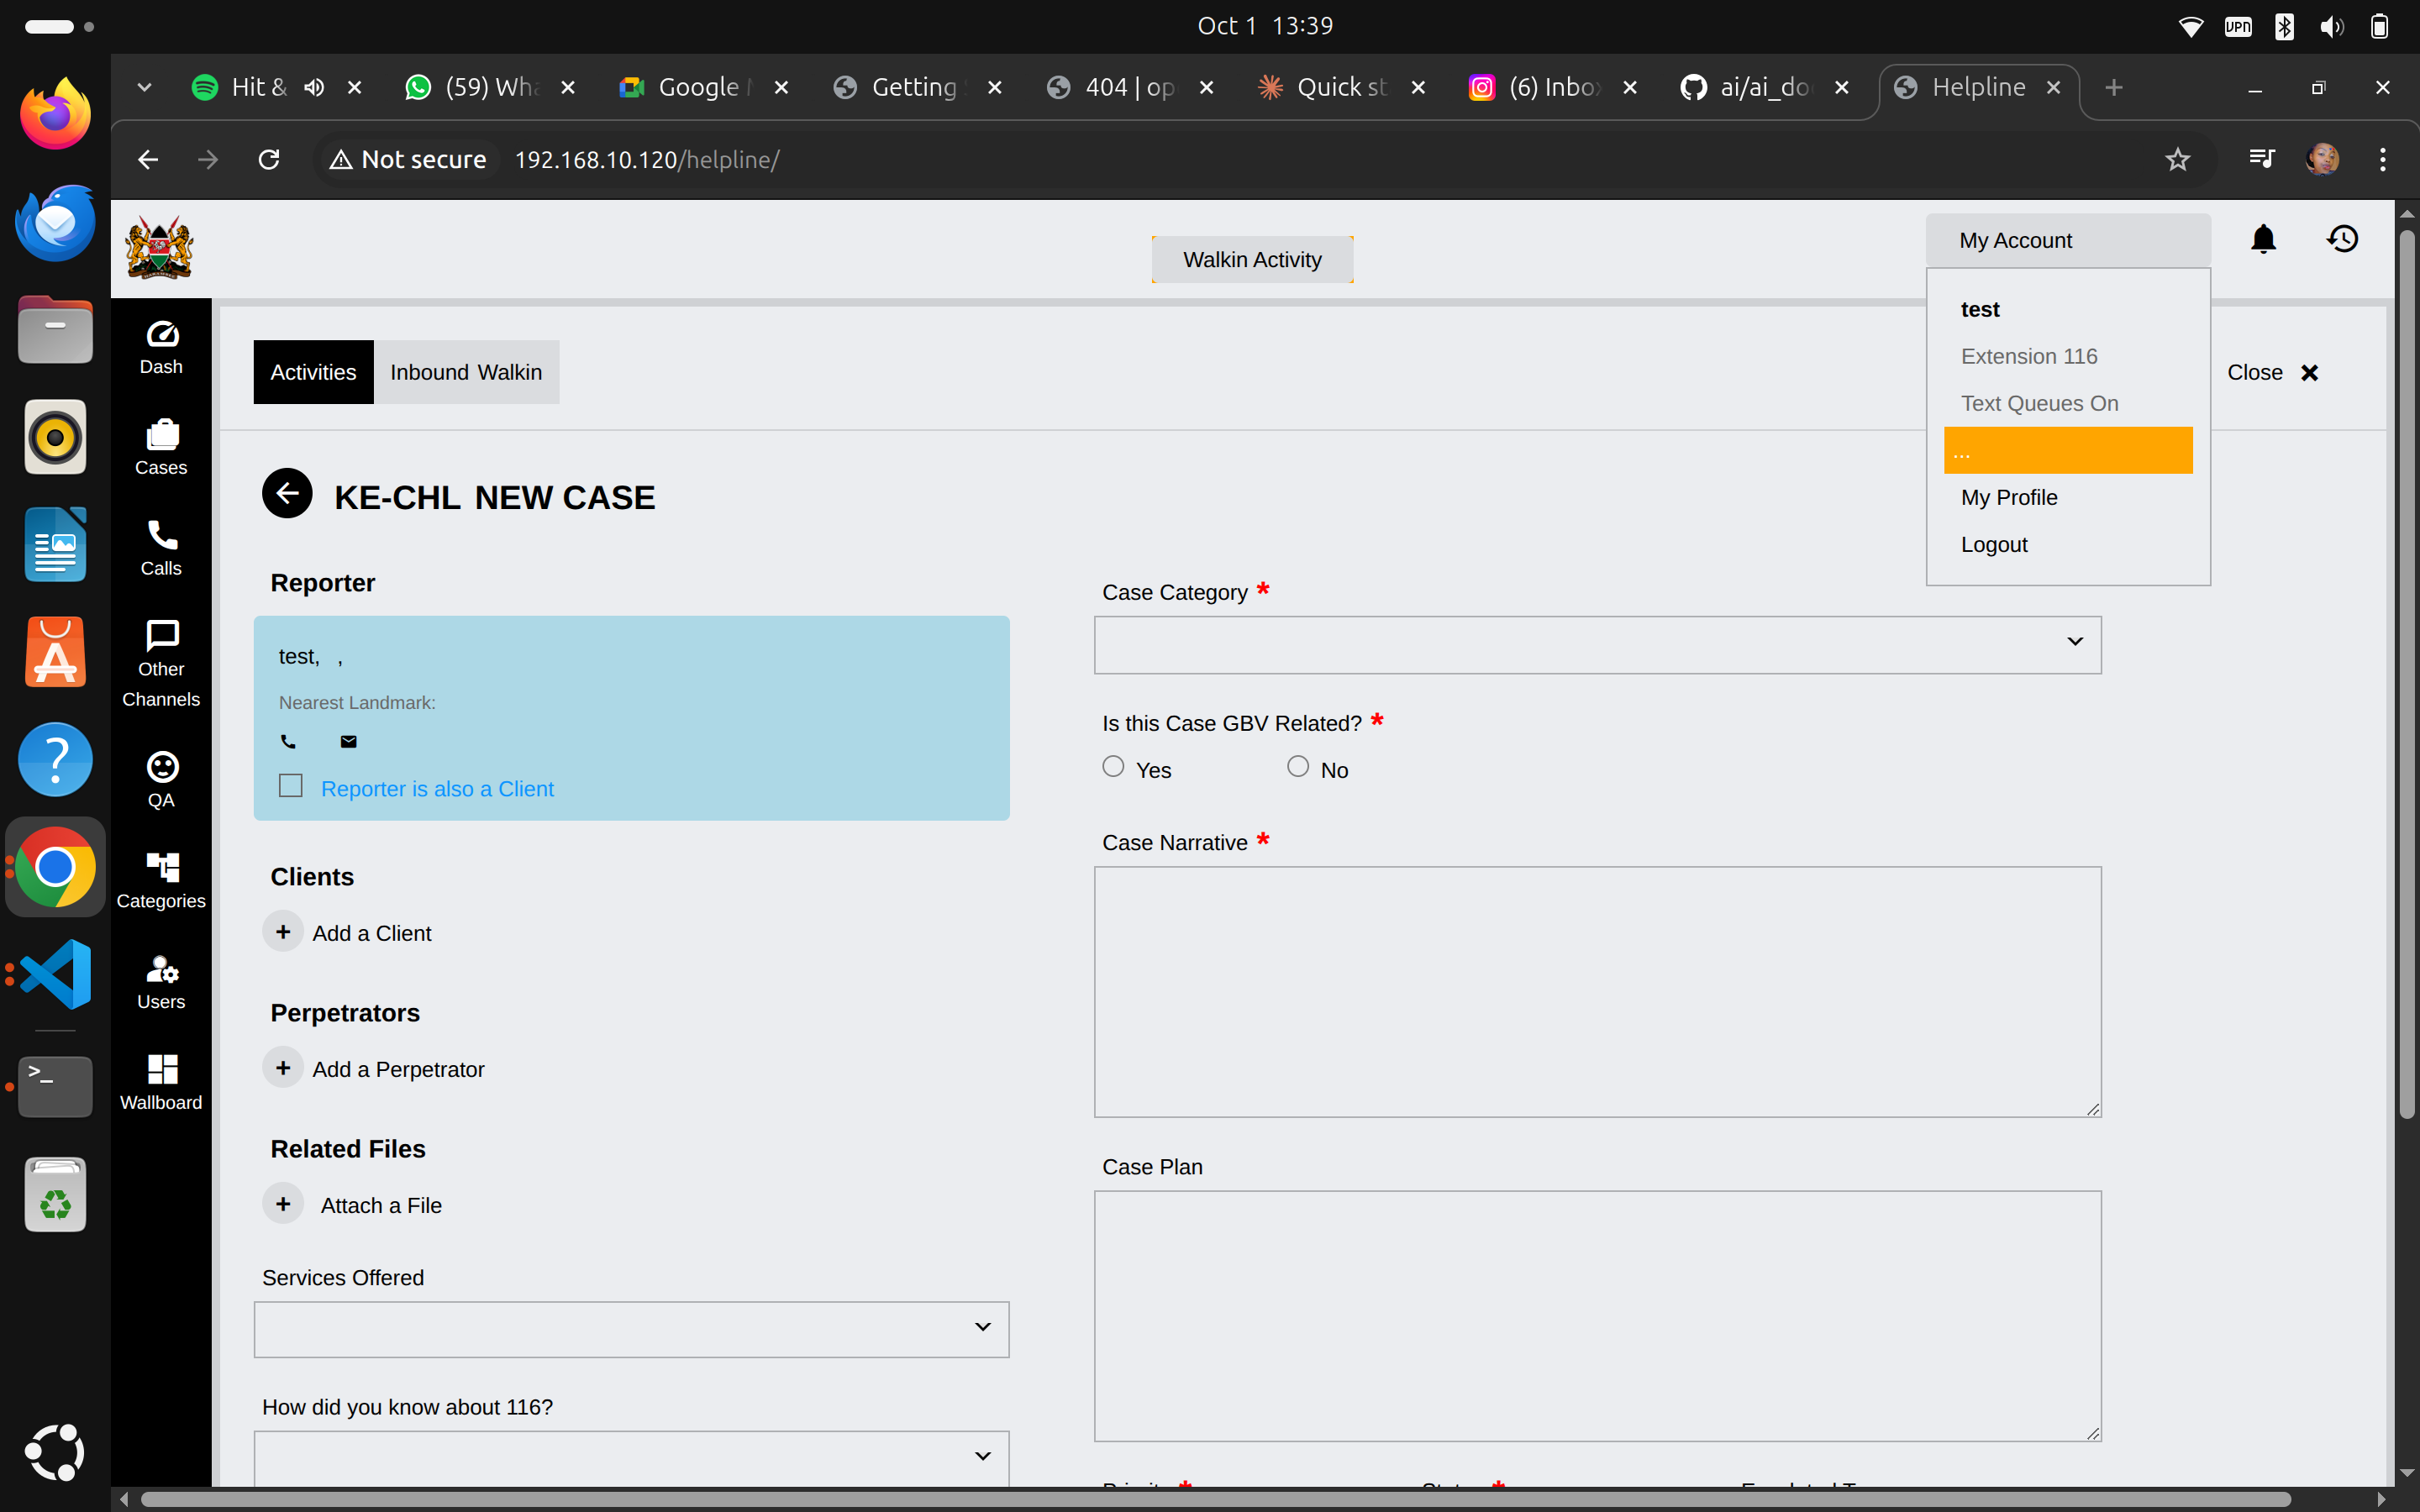 Oct 1 13:39
VPN
Hit &
(59) Wha
Google M
Getting
404 | op
Quick st
(6) Inbox
ai/ai_do
Helpline
Not secure
192.168.10.120/helpline/
Walkin Activity
My Account
test
Extension 116
Text Queues On
...
My Profile
Logout
Dash
Cases
Calls
Other
Channels
QA
Categories
Users
Wallboard
Activities
Inbound Walkin
Close
KE-CHL NEW CASE
Reporter
test, ,
Nearest Landmark:
Reporter is also a Client
Clients
+ Add a Client
Perpetrators
+ Add a Perpetrator
Related Files
+ Attach a File
Services Offered
How did you know about 116?
Case Category *
Is this Case GBV Related? *
Yes
No
Case Narrative *
Case Plan